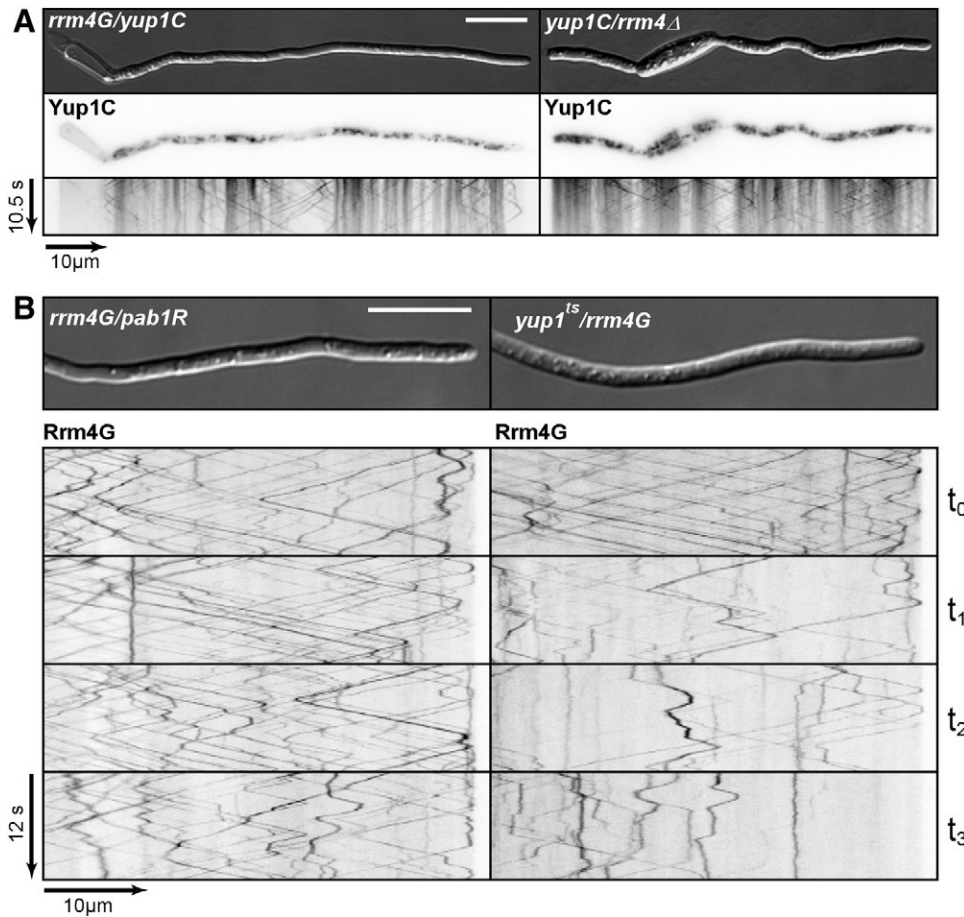 A
rrm4G/yup1C
yup1C/rrm4Δ
Yup1C
Yup1C
10.5 s
10µm
B
rrm4G/pab1R
yup1ts/rrm4G
Rrm4G
Rrm4G
t0
t1
t2
t3
12 s
10µm